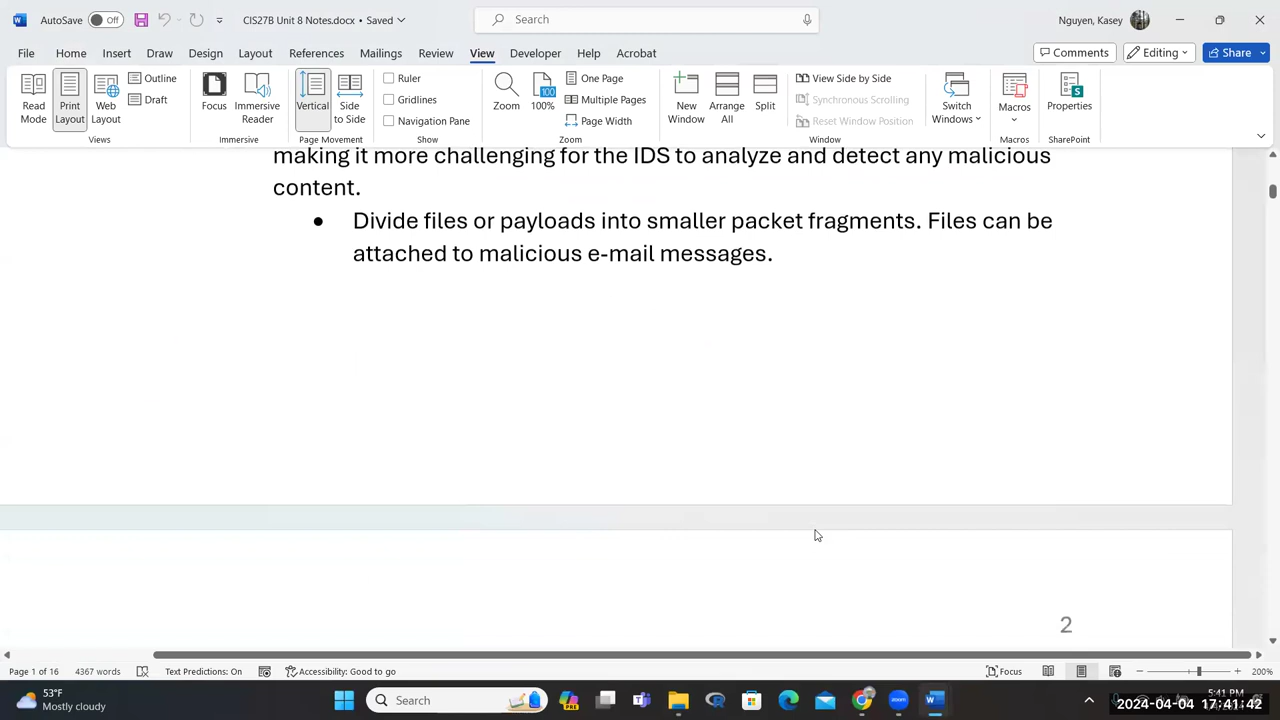 AutoSave Off CIS27B Unit 8 Notes.docx • Saved Search Nguyen, Kasey
File Home Insert Draw Design Layout References Mailings Review View Developer Help Acrobat Comments Editing Share
Read Mode
Print Layout
Web Layout
Outline
Draft
Views
Focus
Immersive Reader
Immersive
Vertical
Side to Side
Page Movement
Ruler
Gridlines
Navigation Pane
Show
Zoom
100
100%
One Page
Multiple Pages
Page Width
Zoom
New Window
Arrange All
Split
View Side by Side
Synchronous Scrolling
Reset Window Position
Switch Windows
Window
Macros
Macros
Properties
SharePoint
making it more challenging for the IDS to analyze and detect any malicious
content.
• Divide files or payloads into smaller packet fragments. Files can be
attached to malicious e-mail messages.
2
Page 1 of 16 4367 words Text Predictions: On Accessibility: Good to go Focus 200%
53°F
Mostly cloudy
Search
5:41 PM
2024-04-04 17:41:42